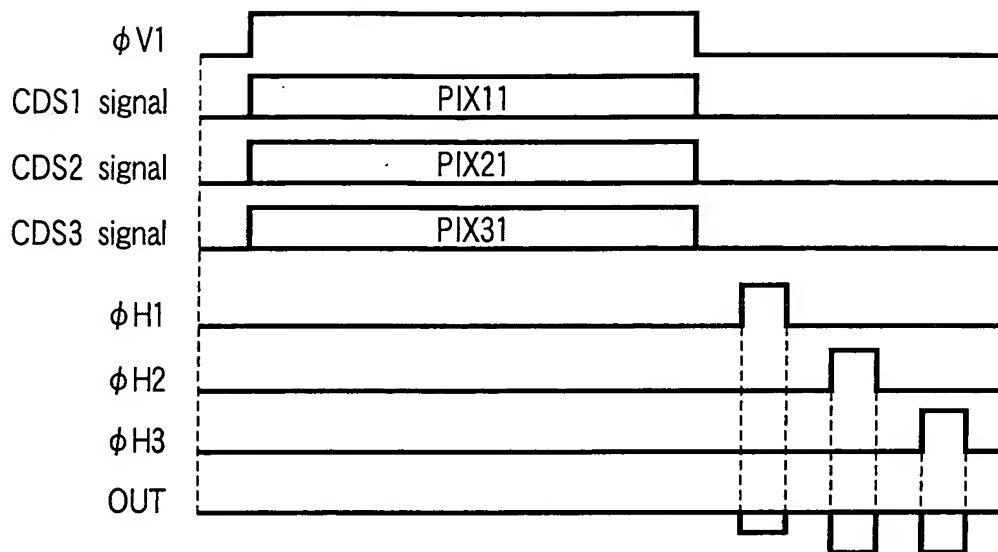 φV1
CDS1 signal PIX11
CDS2 signal PIX21
CDS3 signal PIX31
φH1
φH2
φH3
OUT